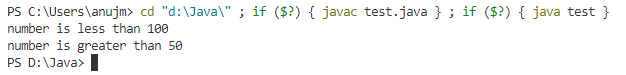 PS C:\Users\anujm> cd "d:\Java\" ; if ($?) { javac test.java } ; if ($?) { java test }
number is less than 100
number is greater than 50
PS D:\Java>